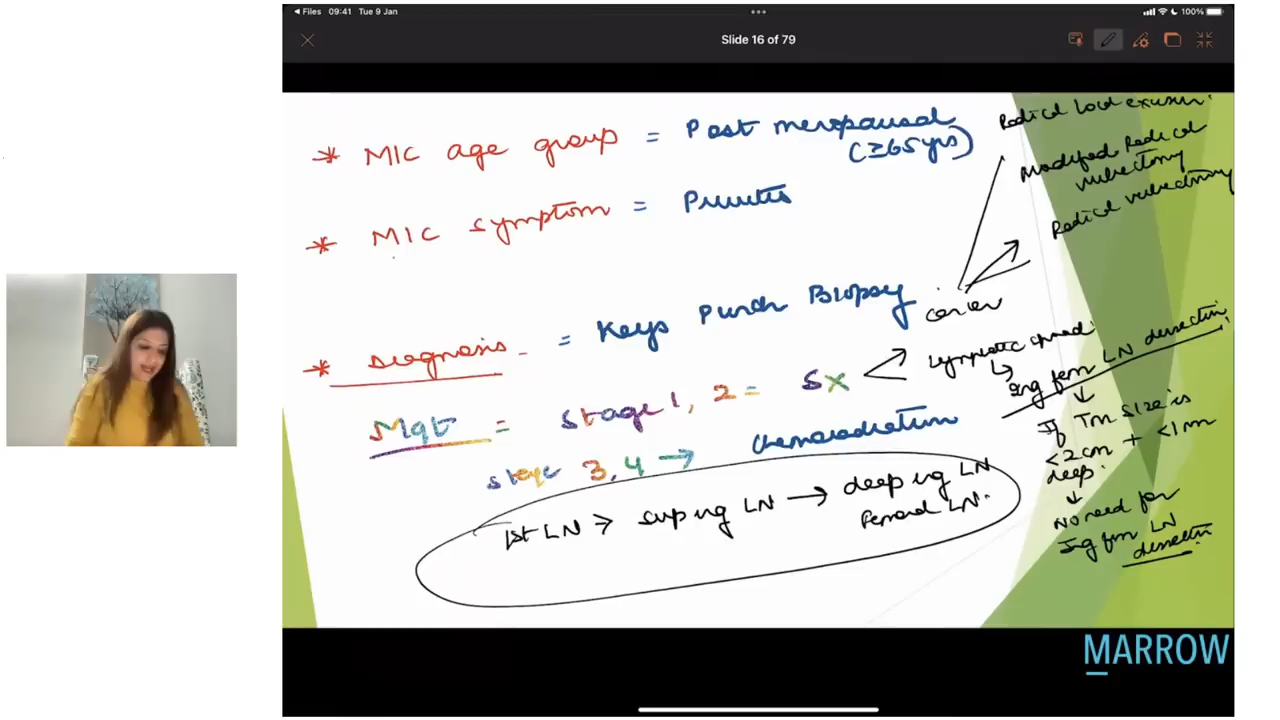 Files 09:41 Tue 9 Jan
100%
Slide 16 of 79
* MIC age group = Post menopausal
(≥65yrs)
* MIC symptom = Pruritis
* Diagnosis = Keys Punch Biopsy
Mgt = Stage 1, 2 = Sx
Stage 3, 4 → Chemoradiation
1st LN > sup ing LN → deep ing LN
Femoral LN.
Radical local excision.
Modified Radical
vulvectomy
Radical vulvectomy
Cancer
Lymphatic spread.
Ing fem LN dissection
↓
If Tm size is
<2cm + <1mm
deep.
↓
No need for
Ing fem LN
dissection
MARROW